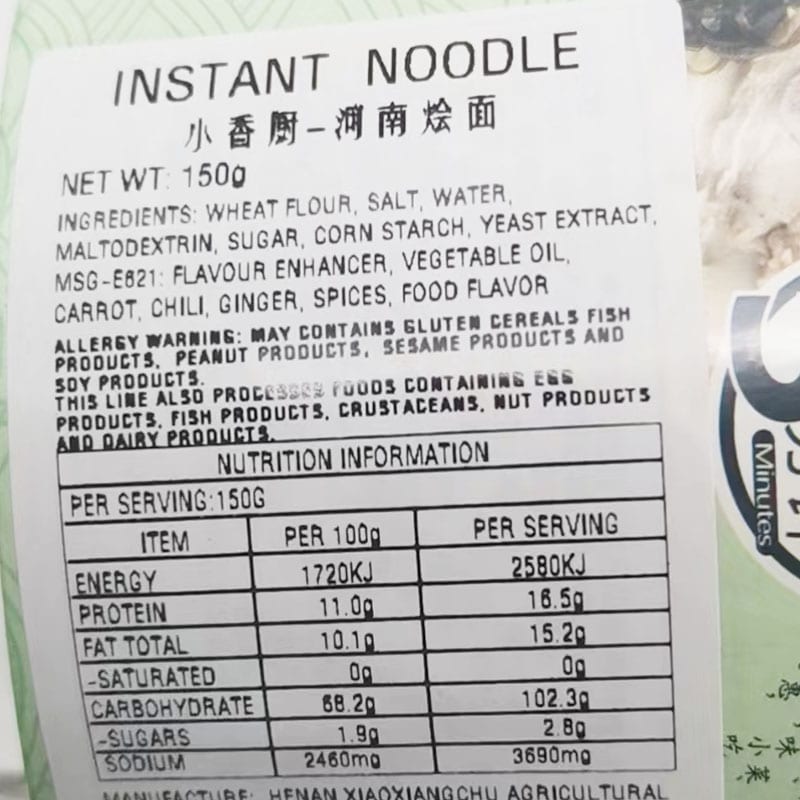 INSTANT NOODLE
小香厨-河南烩面
NET WT: 150g
INGREDIENTS: WHEAT FLOUR, SALT, WATER,
MALTODEXTRIN, SUGAR, CORN STARCH, YEAST EXTRACT,
MSG-E621: FLAVOUR ENHANCER, VEGETABLE OIL,
CARROT, CHILI, GINGER, SPICES, FOOD FLAVOR
ALLERGY WARNING: MAY CONTAINS GLUTEN CEREALS FISH
PRODUCTS, PEANUT PRODUCTS, SESAME PRODUCTS AND
SOY PRODUCTS.
THIS LINE ALSO PROCESSES FOODS CONTAINING EGG
PRODUCTS, FISH PRODUCTS, CRUSTACEANS, NUT PRODUCTS
AND DAIRY PRODUCTS.
NUTRITION INFORMATION
PER SERVING:150G
ITEM PER 100g PER SERVING
ENERGY 1720KJ 2580KJ
PROTEIN 11.0g 16.5g
FAT TOTAL 10.1g 15.2g
-SATURATED 0g 0g
CARBOHYDRATE 68.2g 102.3g
-SUGARS 1.9g 2.8g
SODIUM 2460mg 3690mg
MANUFACTURE: HENAN XIAOXIANGCHU AGRICULTURAL
Minutes